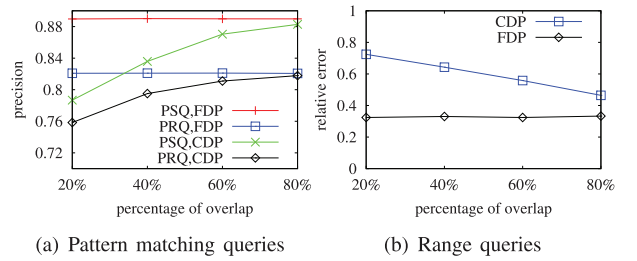 0.88
0.84
0.8
0.76
0.72
precision
PSQ,FDP
PRQ,FDP
PSQ,CDP
PRQ,CDP
20% 40% 60% 80%
percentage of overlap
(a) Pattern matching queries
1
0.8
0.6
0.4
0.2
0
relative error
CDP
FDP
20% 40% 60% 80%
percentage of overlap
(b) Range queries